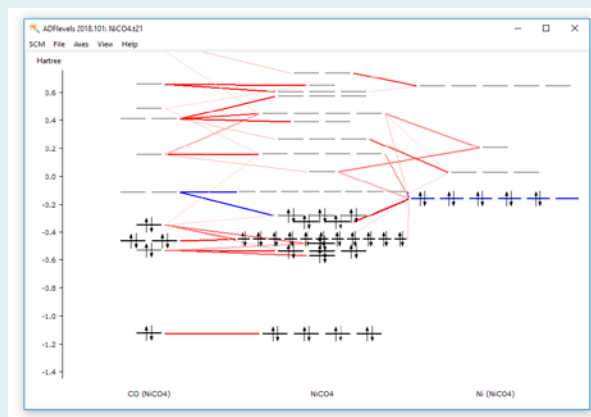 ADFlevels 2018.101: NiCO4.t21
SCM File Axes View Help
Hartree
0.6
0.4
0.2
0.0
-0.2
-0.4
-0.6
-0.8
-1.0
-1.2
-1.4
CO (NiCO4) NiCO4 Ni (NiCO4)